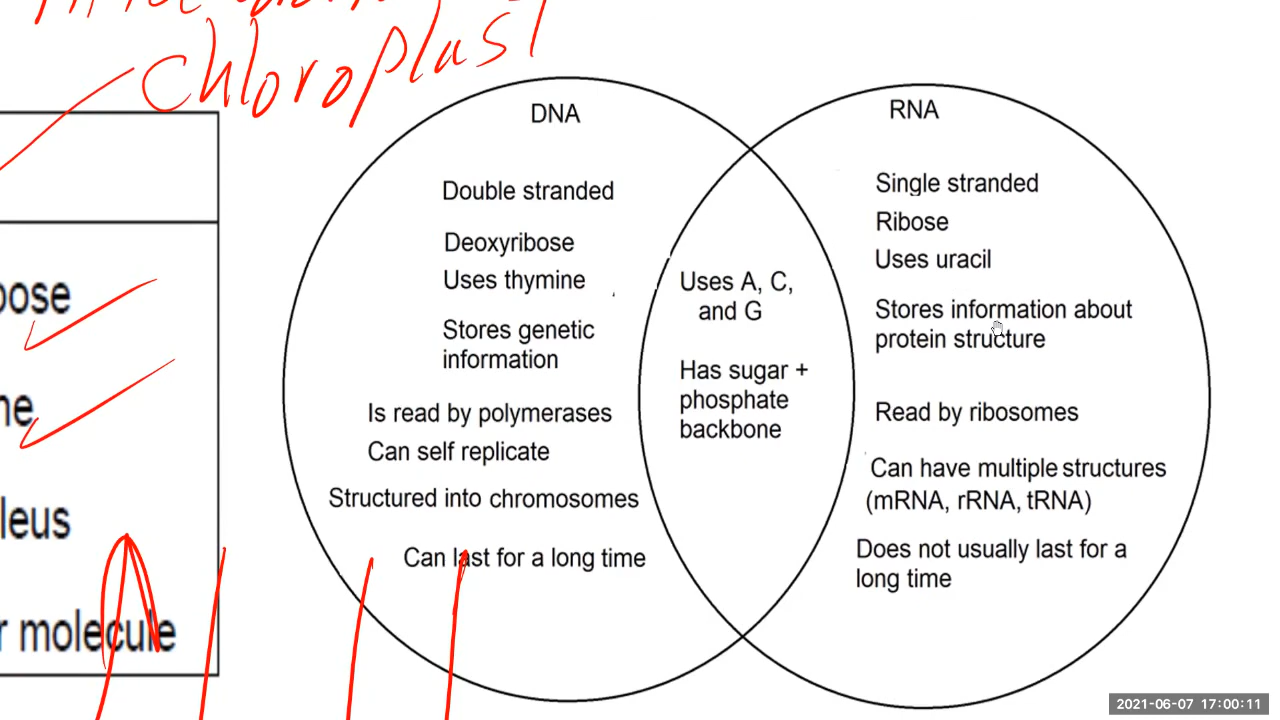 chloroplast
DNA
RNA
Double stranded
Deoxyribose
Uses thymine
Stores genetic
information
Is read by polymerases
Can self replicate
Structured into chromosomes
Can last for a long time
Uses A, C,
and G
Has sugar +
phosphate
backbone
Single stranded
Ribose
Uses uracil
Stores information about
protein structure
Read by ribosomes
Can have multiple structures
(mRNA, rRNA, tRNA)
Does not usually last for a
long time
molecule
2021-06-07 17:00:11